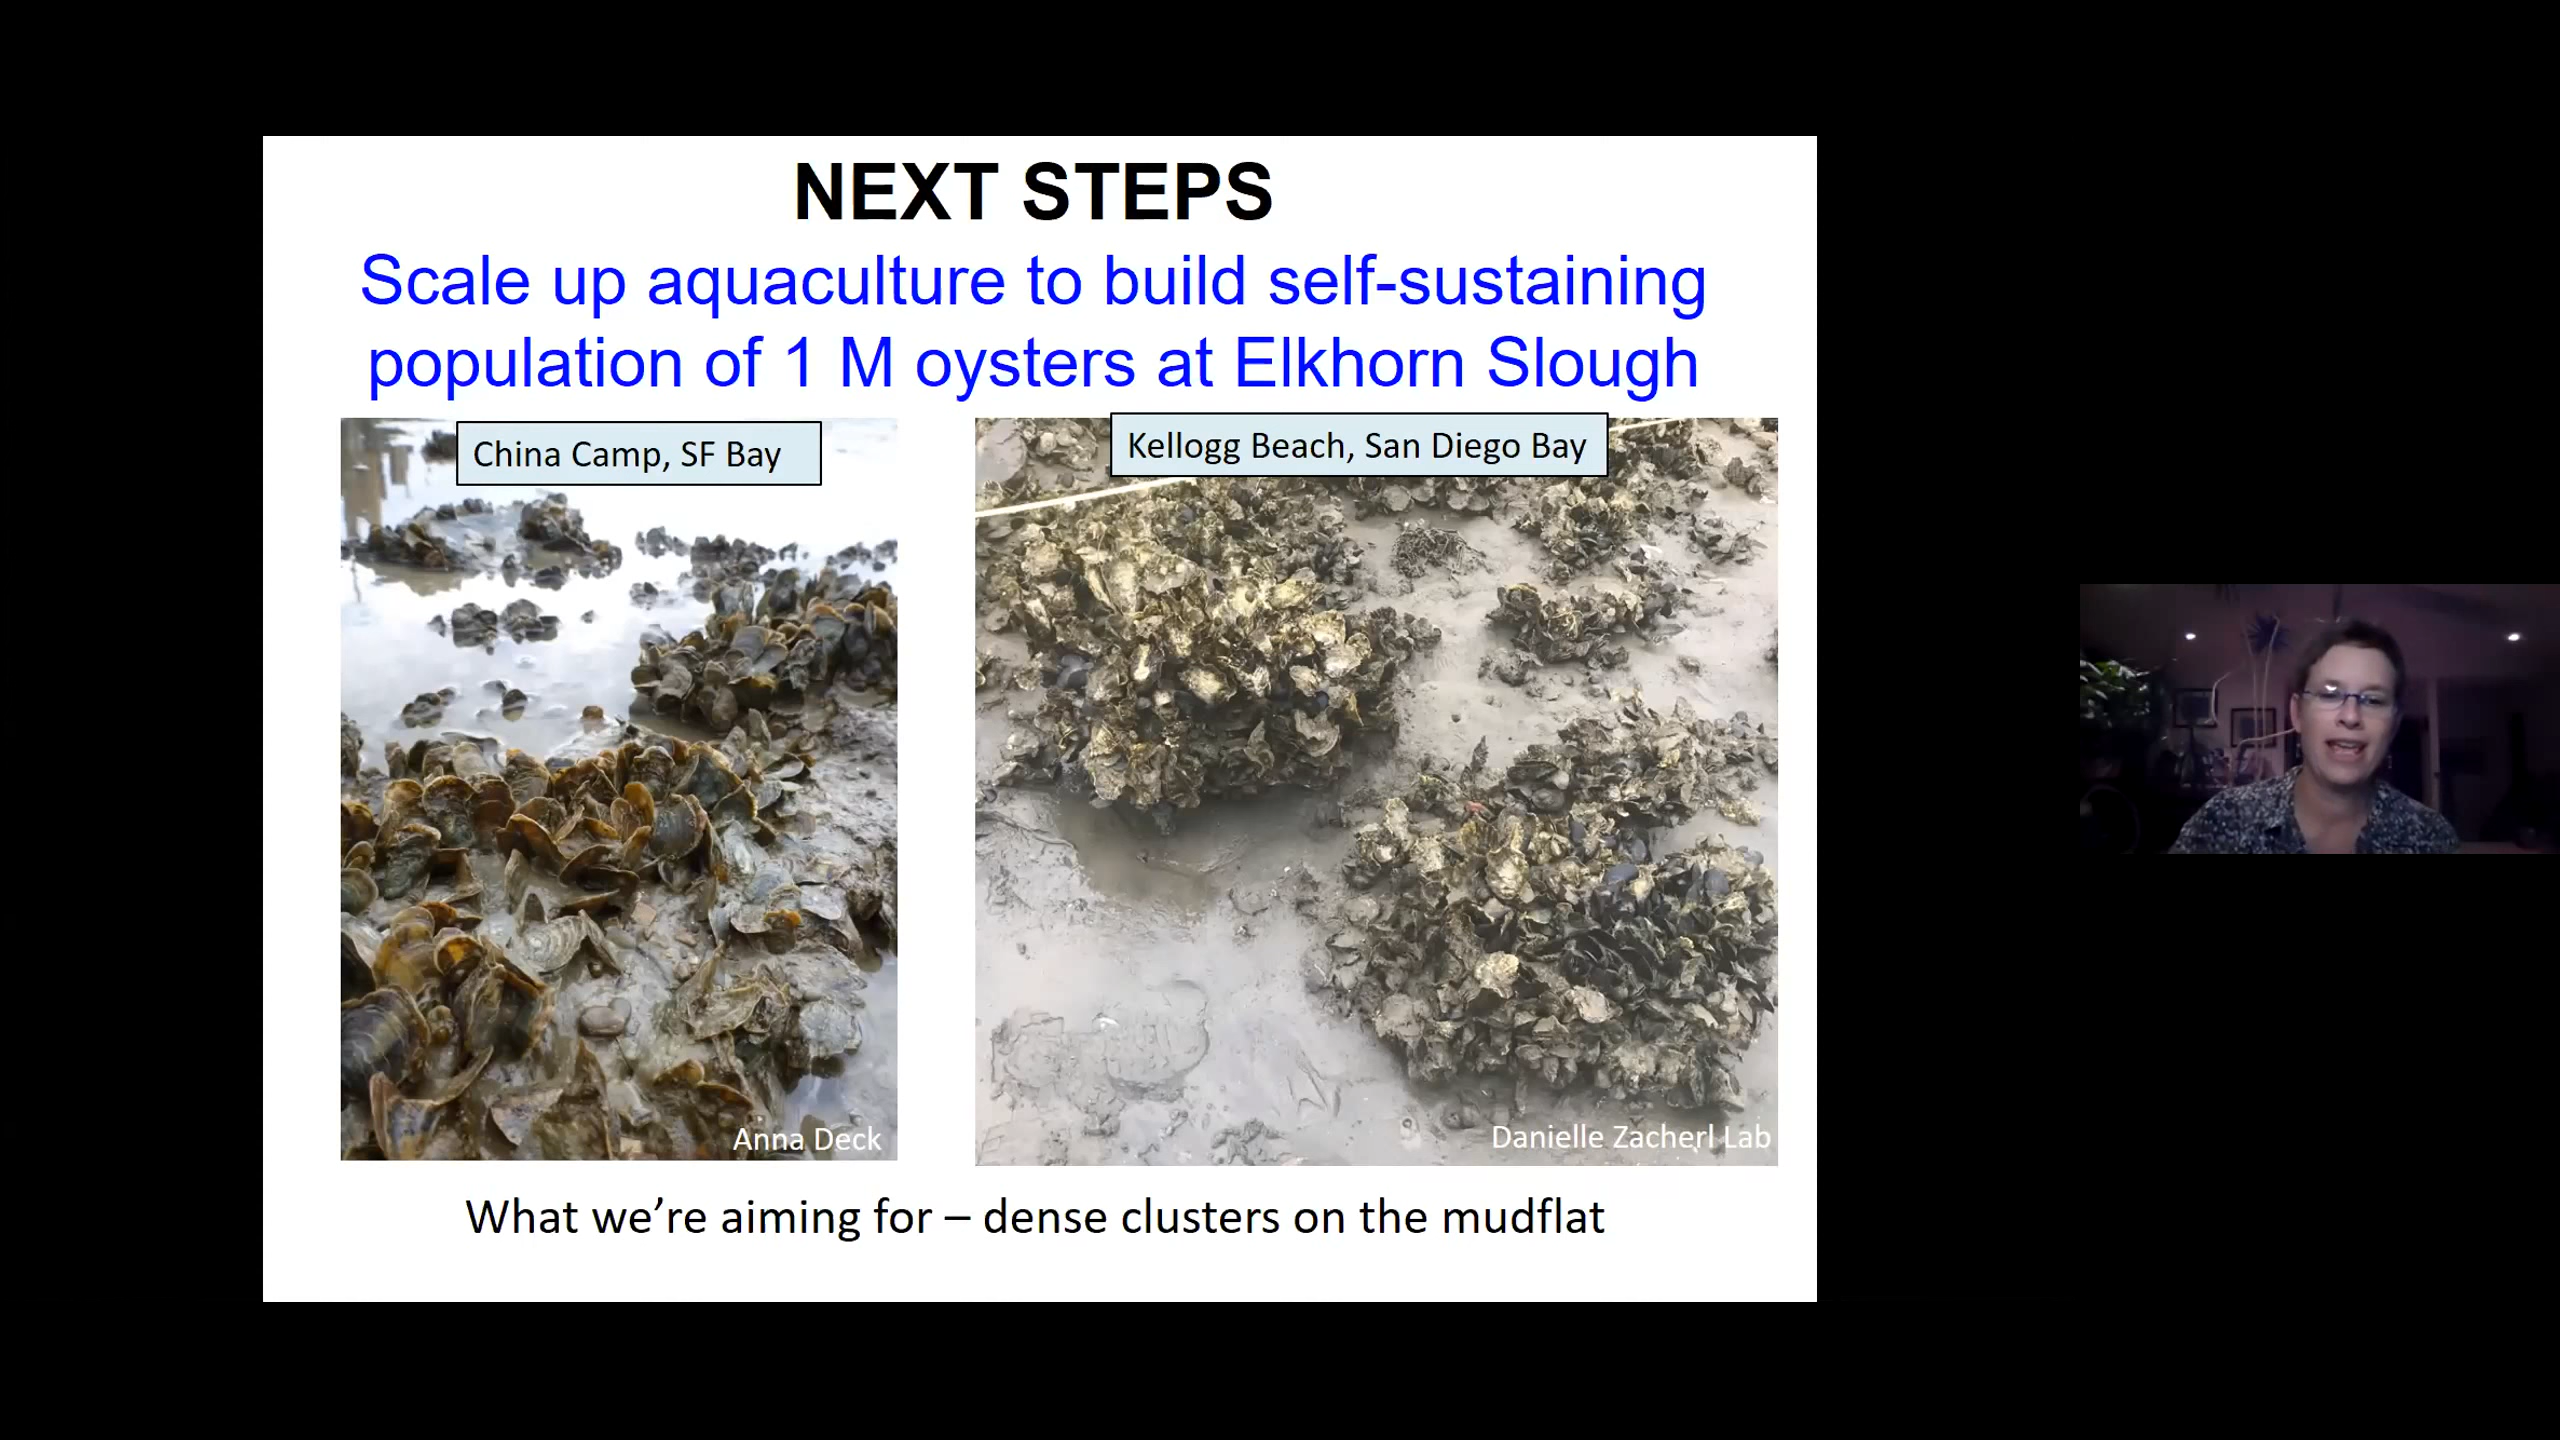 NEXT STEPS
Scale up aquaculture to build self-sustaining
population of 1 M oysters at Elkhorn Slough
China Camp, SF Bay
Kellogg Beach, San Diego Bay
Anna Deck
Danielle Zacherl Lab
What we’re aiming for – dense clusters on the mudflat